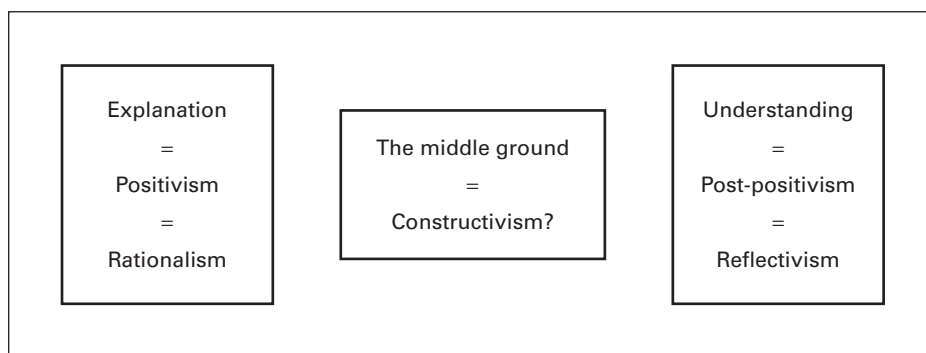 Explanation
=
Positivism
=
Rationalism
The middle ground
=
Constructivism?
Understanding
=
Post-positivism
=
Reflectivism